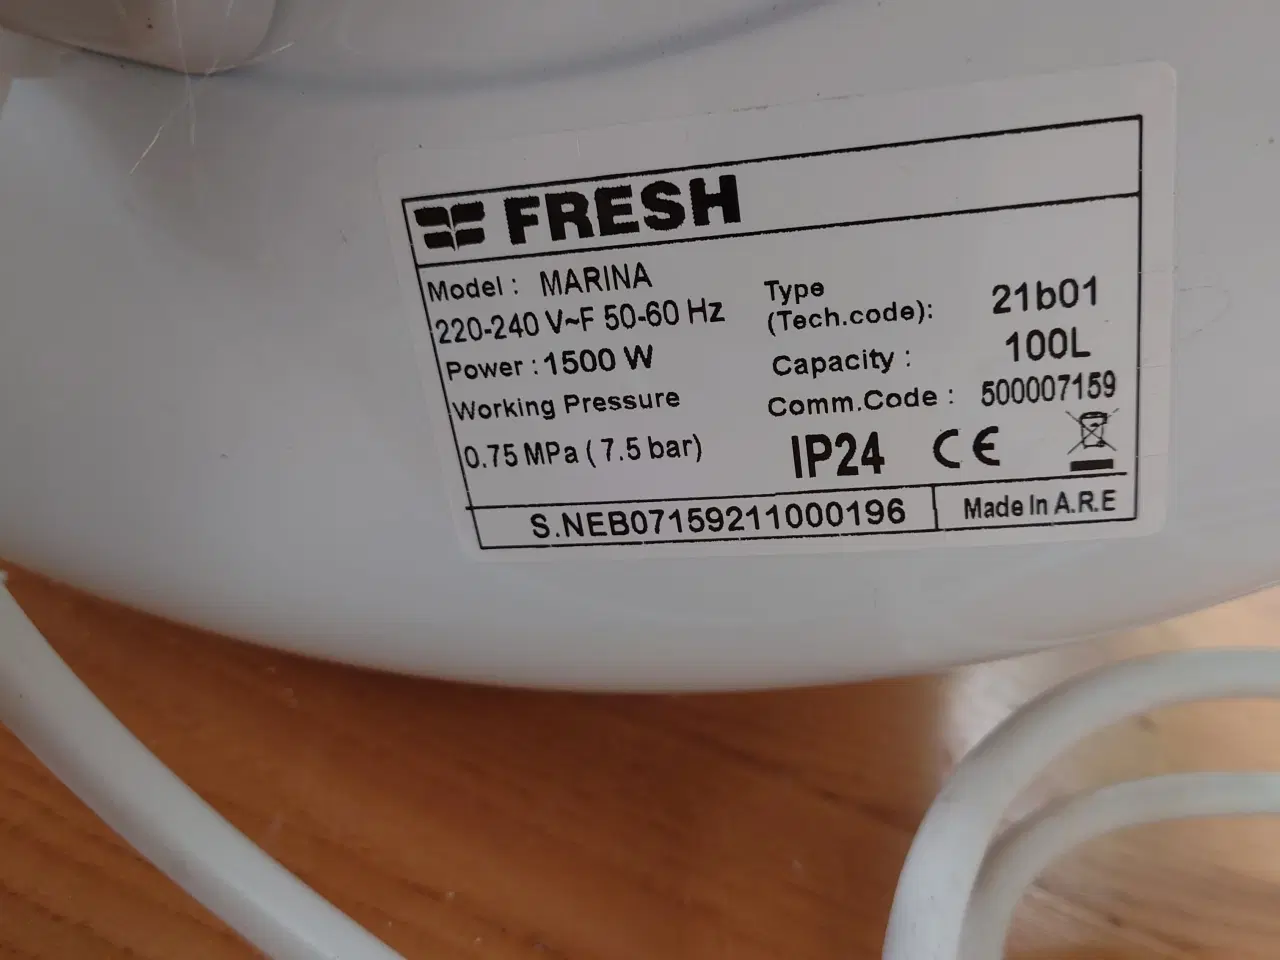 FRESH
Model : MARINA
220-240 V~F 50-60 Hz
Power : 1500 W
Working Pressure
0.75 MPa ( 7.5 bar)
Type
(Tech.code): 21b01
Capacity : 100L
Comm.Code : 500007159
IP24 CE
S.NEB07159211000196
Made In A.R.E